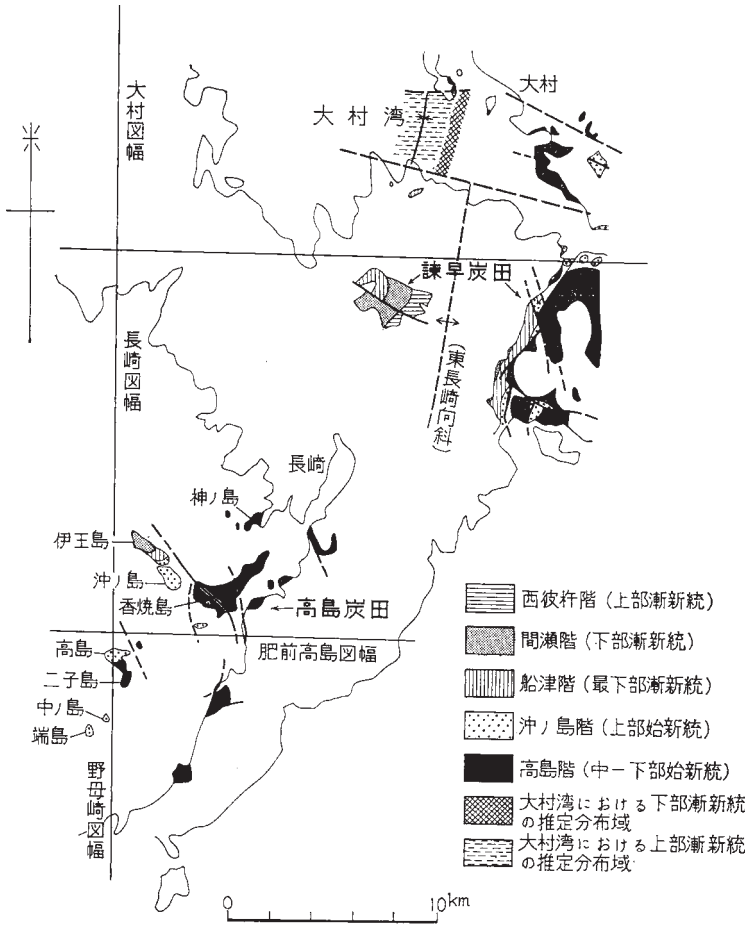 大村図幅
大村湾
大村
諫早炭田
(東長崎向斜)
長崎図幅
長崎
神ノ島
伊王島
沖ノ島
香焼島
高島炭田
高島
肥前高島図幅
二子島
中ノ島
端島
野母崎図幅
西彼杵階(上部漸新統)
間瀬階(下部漸新統)
船津階(最下部漸新統)
沖ノ島階(上部始新統)
高島階(中−下部始新統)
大村湾における下部漸新統
の推定分布域
大村湾における上部漸新統
の推定分布域
0 10km